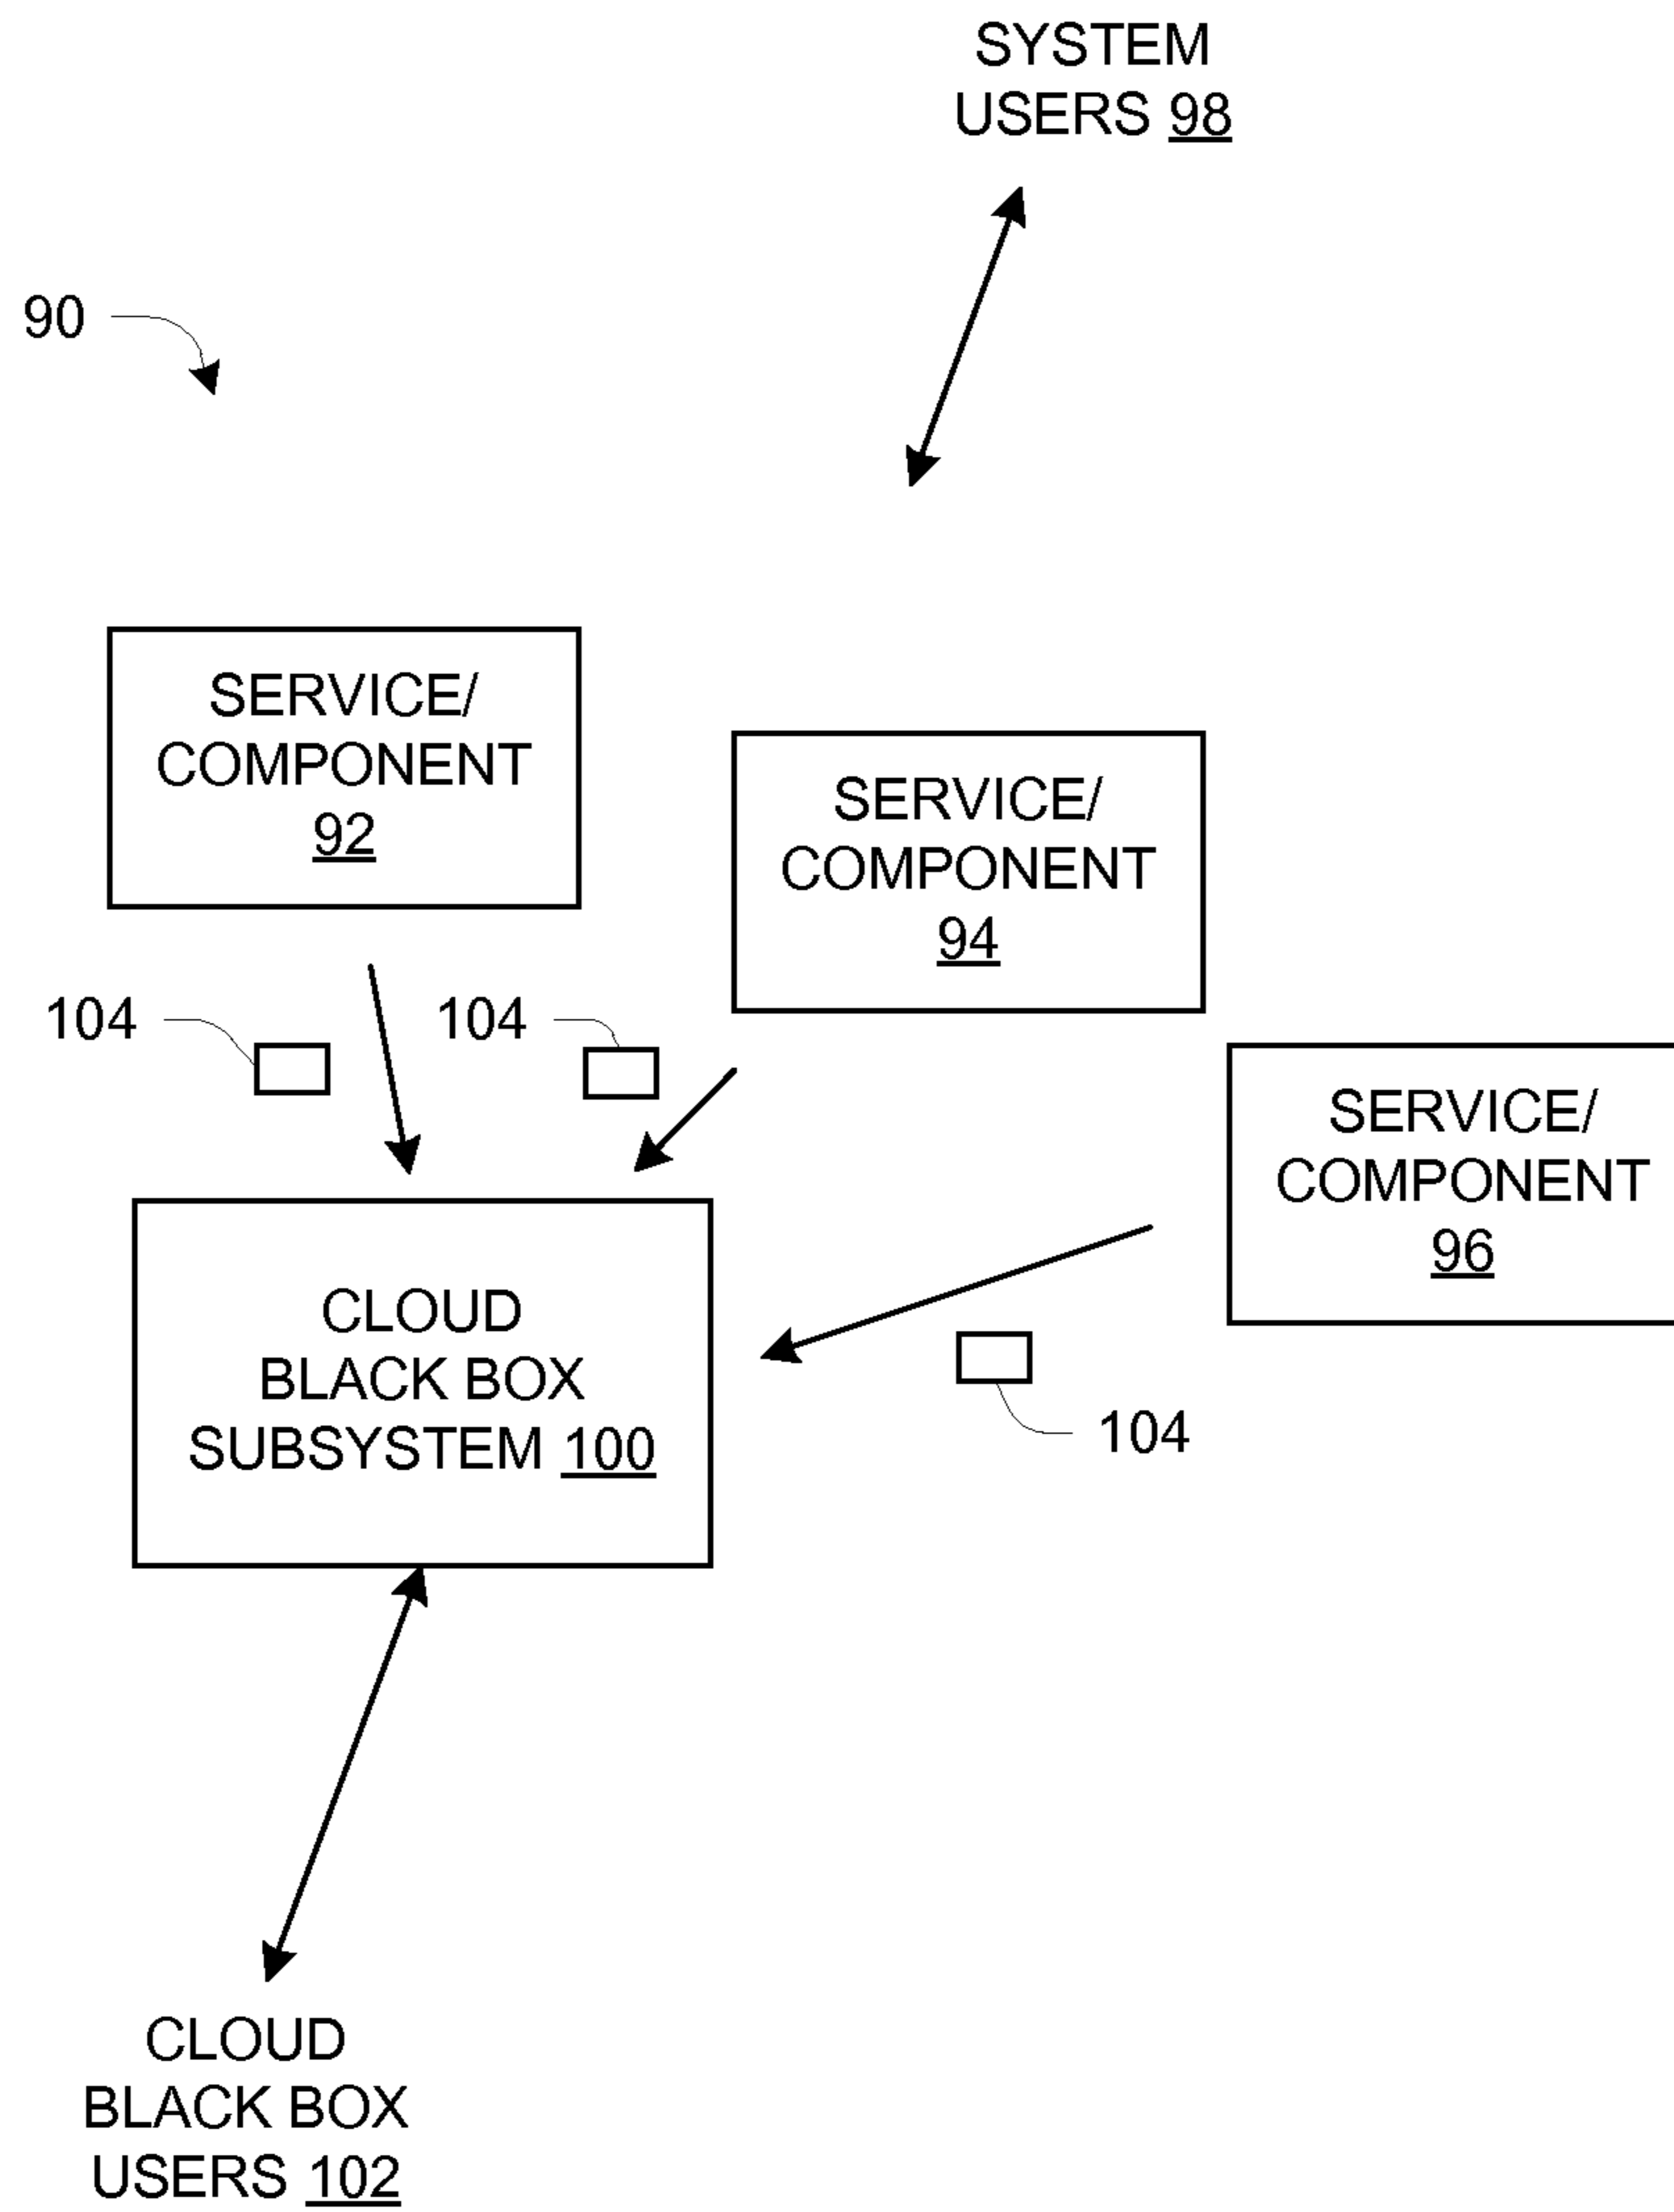 SYSTEM
USERS 98
90
SERVICE/
COMPONENT
92
SERVICE/
COMPONENT
94
104
104
SERVICE/
COMPONENT
96
CLOUD
BLACK BOX
SUBSYSTEM 100
104
CLOUD
BLACK BOX
USERS 102